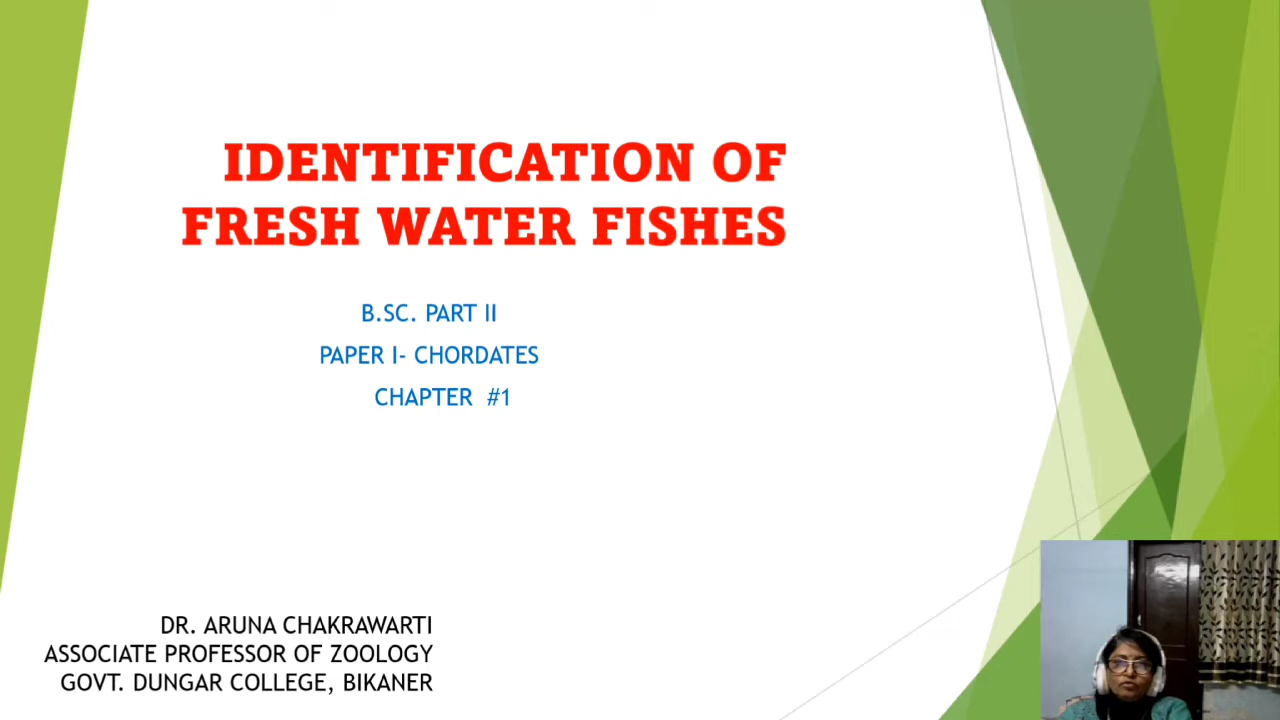 IDENTIFICATION OF
FRESH WATER FISHES
B.SC. PART II
PAPER I- CHORDATES
CHAPTER #1
DR. ARUNA CHAKRAWARTI
ASSOCIATE PROFESSOR OF ZOOLOGY
GOVT. DUNGAR COLLEGE, BIKANER